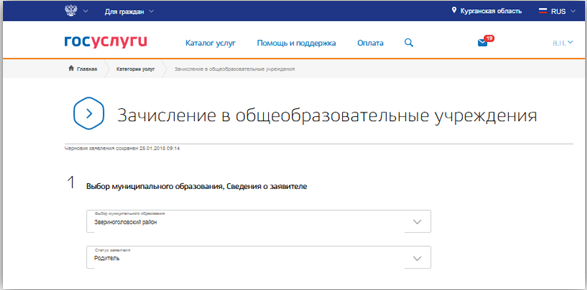 Для граждан Курганская область RUS
госуслуги Каталог услуг Помощь и поддержка Оплата 19
Главная Категории услуг Зачисление в общеобразовательные учреждения
Зачисление в общеобразовательные учреждения
Черновик заявления сохранен 26.01.2018 09:14
1 Выбор муниципального образования, Сведения о заявителе
Выбор муниципального образования
Звериноголовский район
Статус заявителя
Родитель